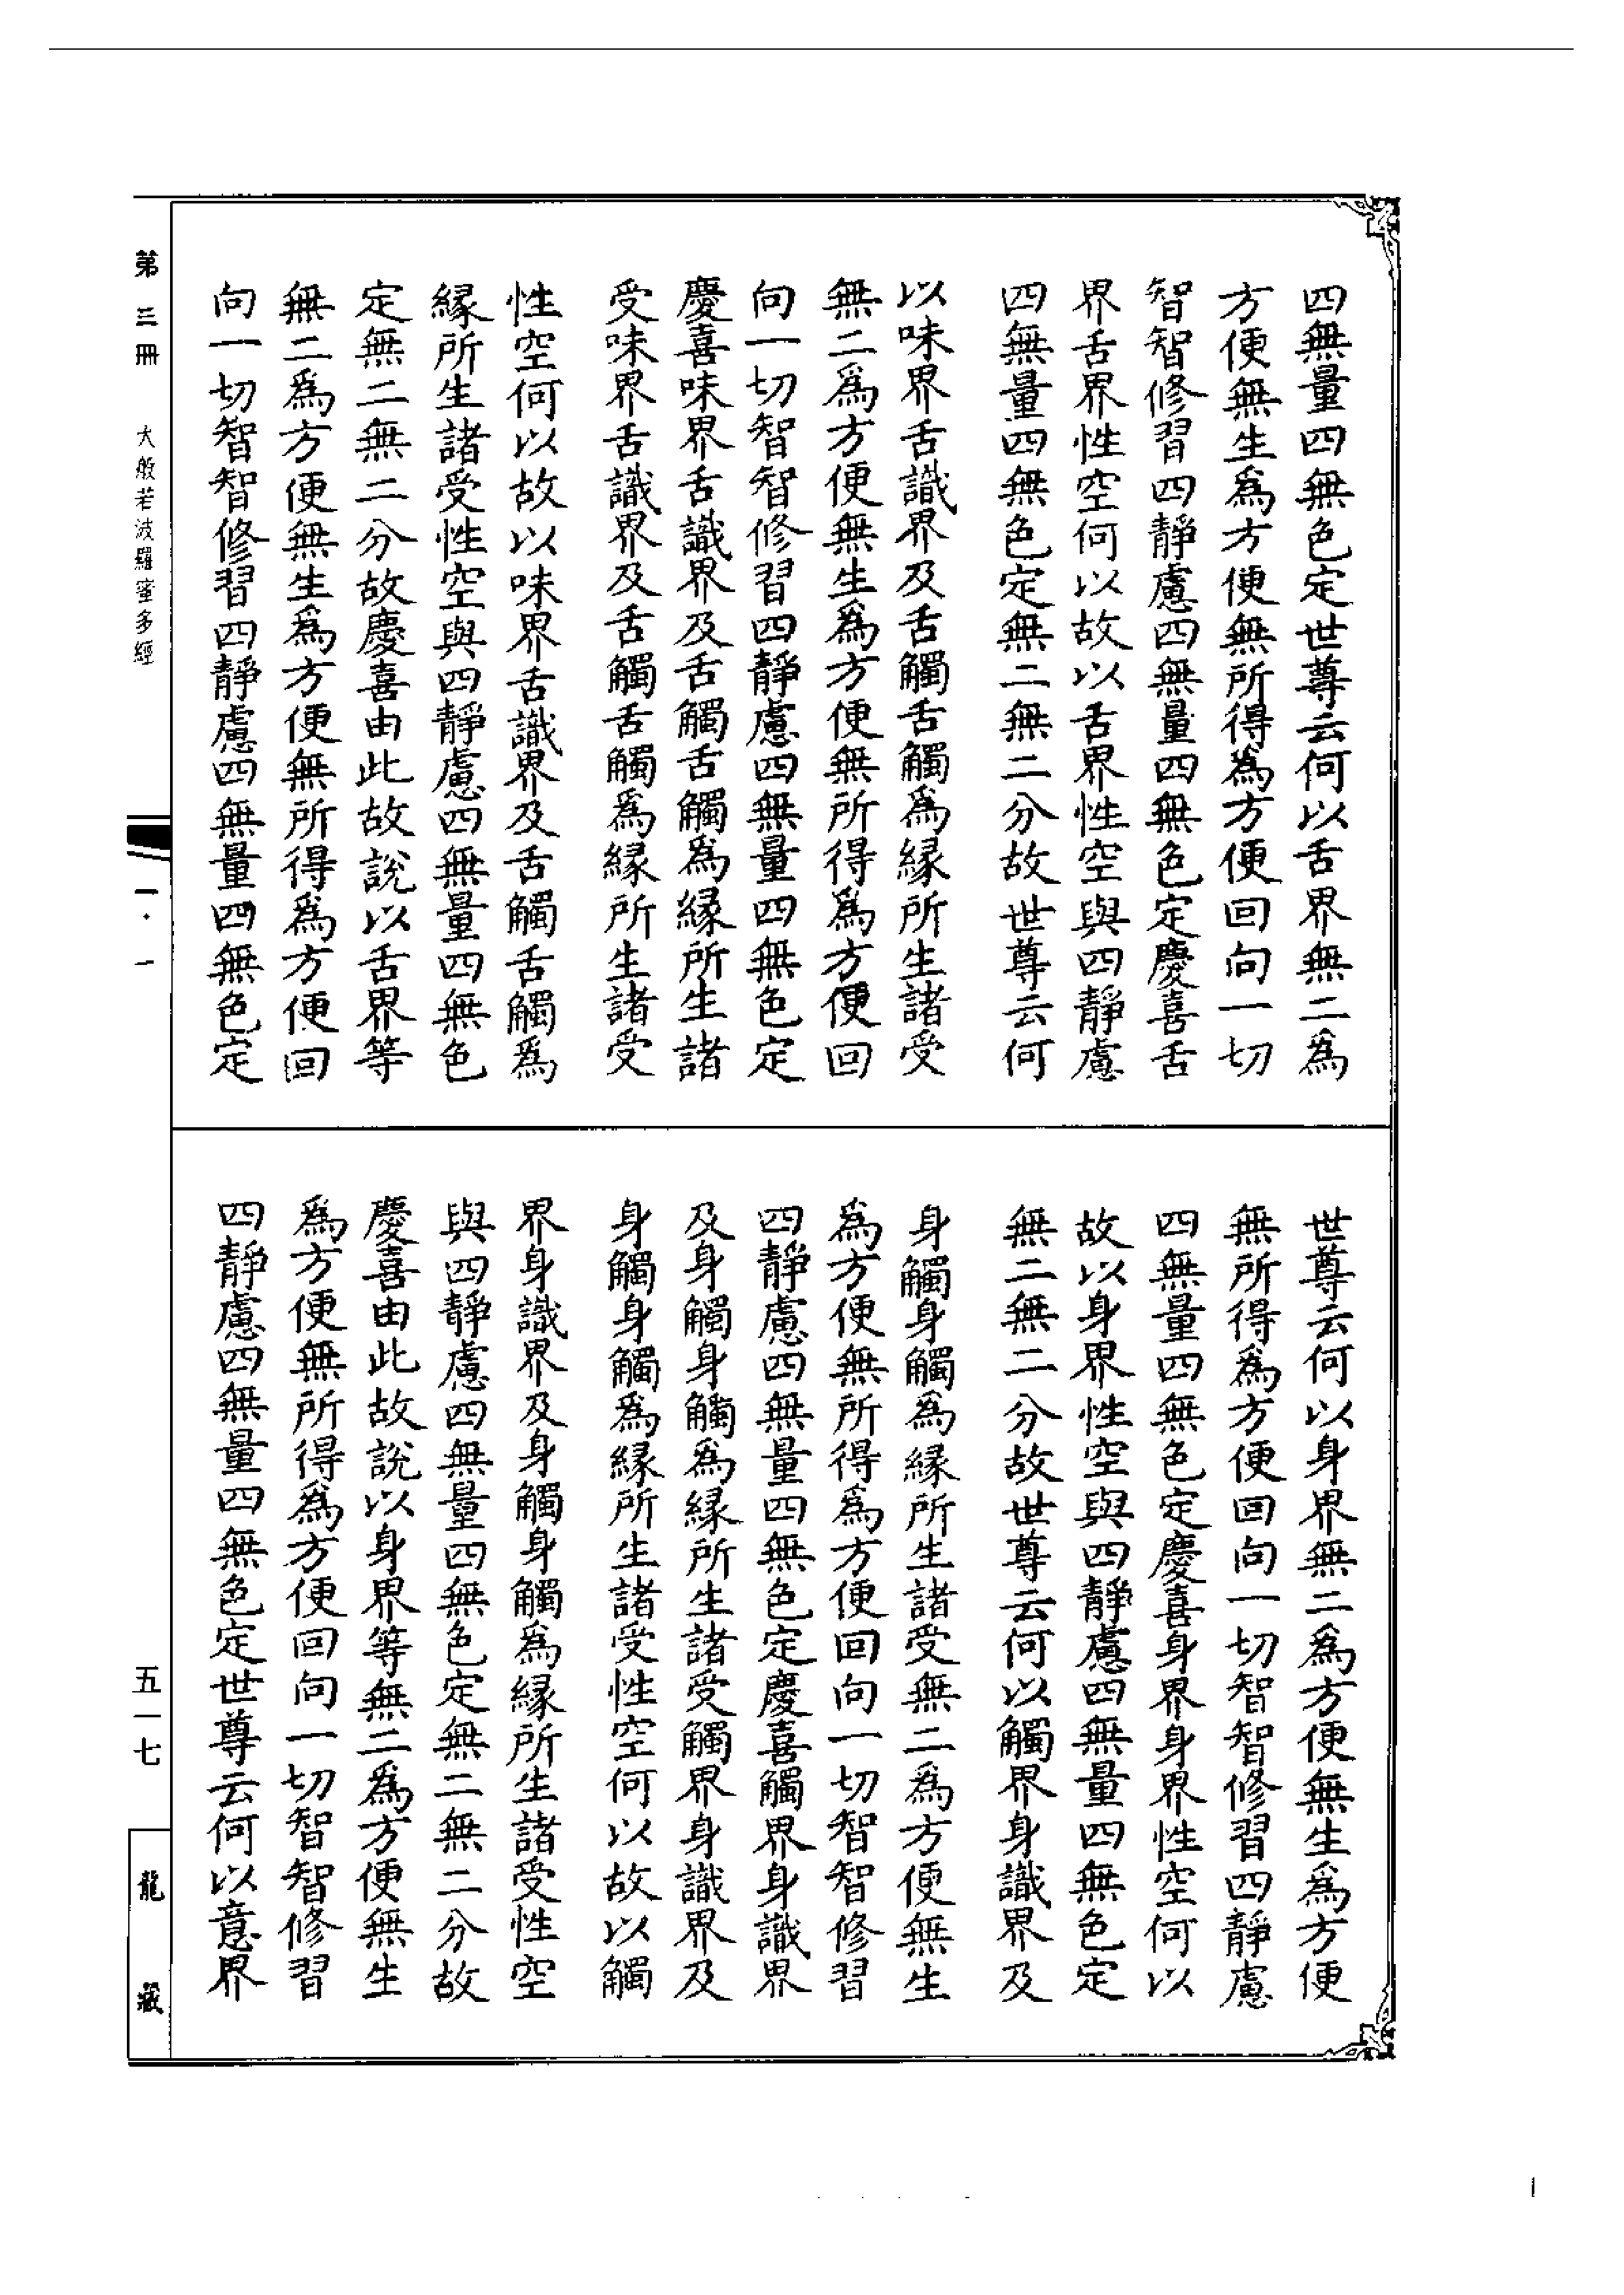 四無量四無色定世尊云何以舌界無二為
方便無生爲方便無所得為方便回向一切
智智修習四靜慮四無量四無色定慶喜舌
界舌界性空何以故以舌界性空與四靜慮
四無量四無色定無二無二分故世尊云何
以味界舌識界及舌觸舌觸爲縁所生諸受
無二爲方便無生爲方便無所得爲方便回
向一切智智修習四靜慮四無量四無色定
慶喜味界舌識界及舌觸舌觸爲縁所生諸
受味界舌識界及舌觸舌觸爲縁所生諸受
性空何以故以味界舌識界及舌觸舌觸爲
縁所生諸受性空與四靜慮四無量四無色
定無二無二分故慶喜由此故說以舌界等
無二爲方便無生爲方便無所得爲方便回
向一切智智修習四靜慮四無量四無色定
世尊云何以身界無二爲方便無生爲方便
無所得爲方便回向一切智智修習四靜慮
四無量四無色定慶喜身界身界性空何以
故以身界性空與四靜慮四無量四無色定
無二無二分故世尊云何以觸界身識界及
身觸身觸爲縁所生諸受無二爲方便無生
爲方便無所得爲方便回向一切智智修習
四靜慮四無量四無色定慶喜觸界身識界
及身觸身觸爲縁所生諸受觸界身識界及
身觸身觸爲縁所生諸受性空何以故以觸
界身識界及身觸身觸爲縁所生諸受性空
與四靜慮四無量四無色定無二無二分故
慶喜由此故說以身界等無二爲方便無生
爲方便無所得爲方便回向一切智智修習
四靜慮四無量四無色定世尊云何以意界
第三冊 大般若波羅蜜多經 一·一 五一七 龍藏